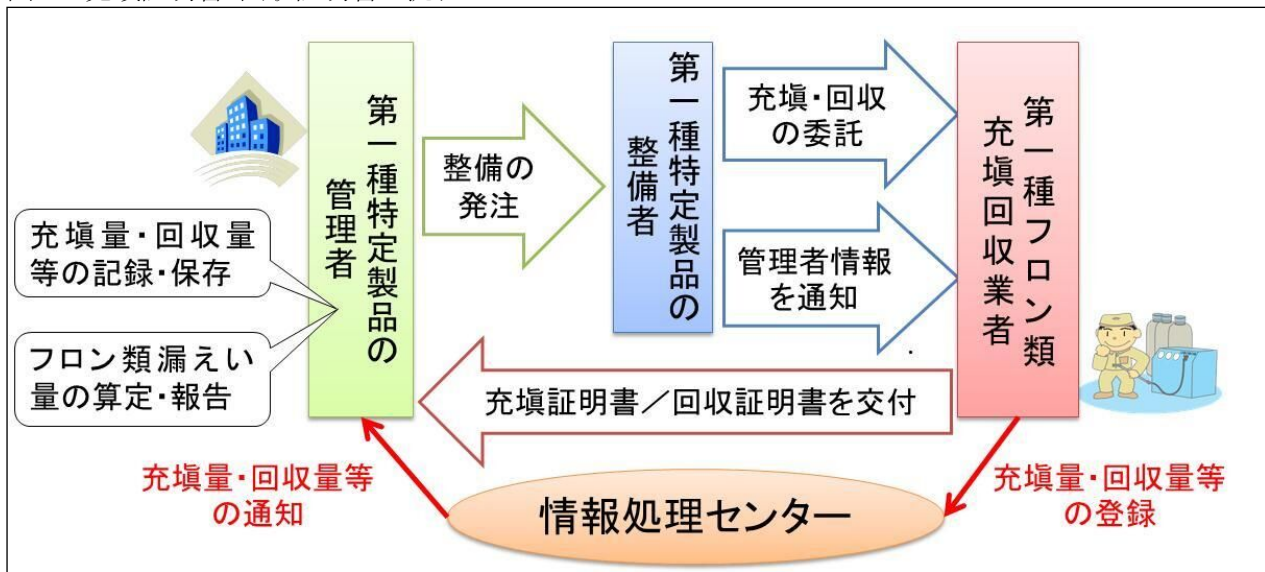 第一種特定製品の
管理者
充塡量・回収量
等の記録・保存
フロン類漏えい
量の算定・報告
整備の
発注
第一種特定製品の
整備者
充塡・回収
の委託
管理者情報
を通知
第一種フロン類
充塡回収業者
充塡証明書／回収証明書を交付
充塡量・回収量等
の通知
情報処理センター
充塡量・回収量等
の登録